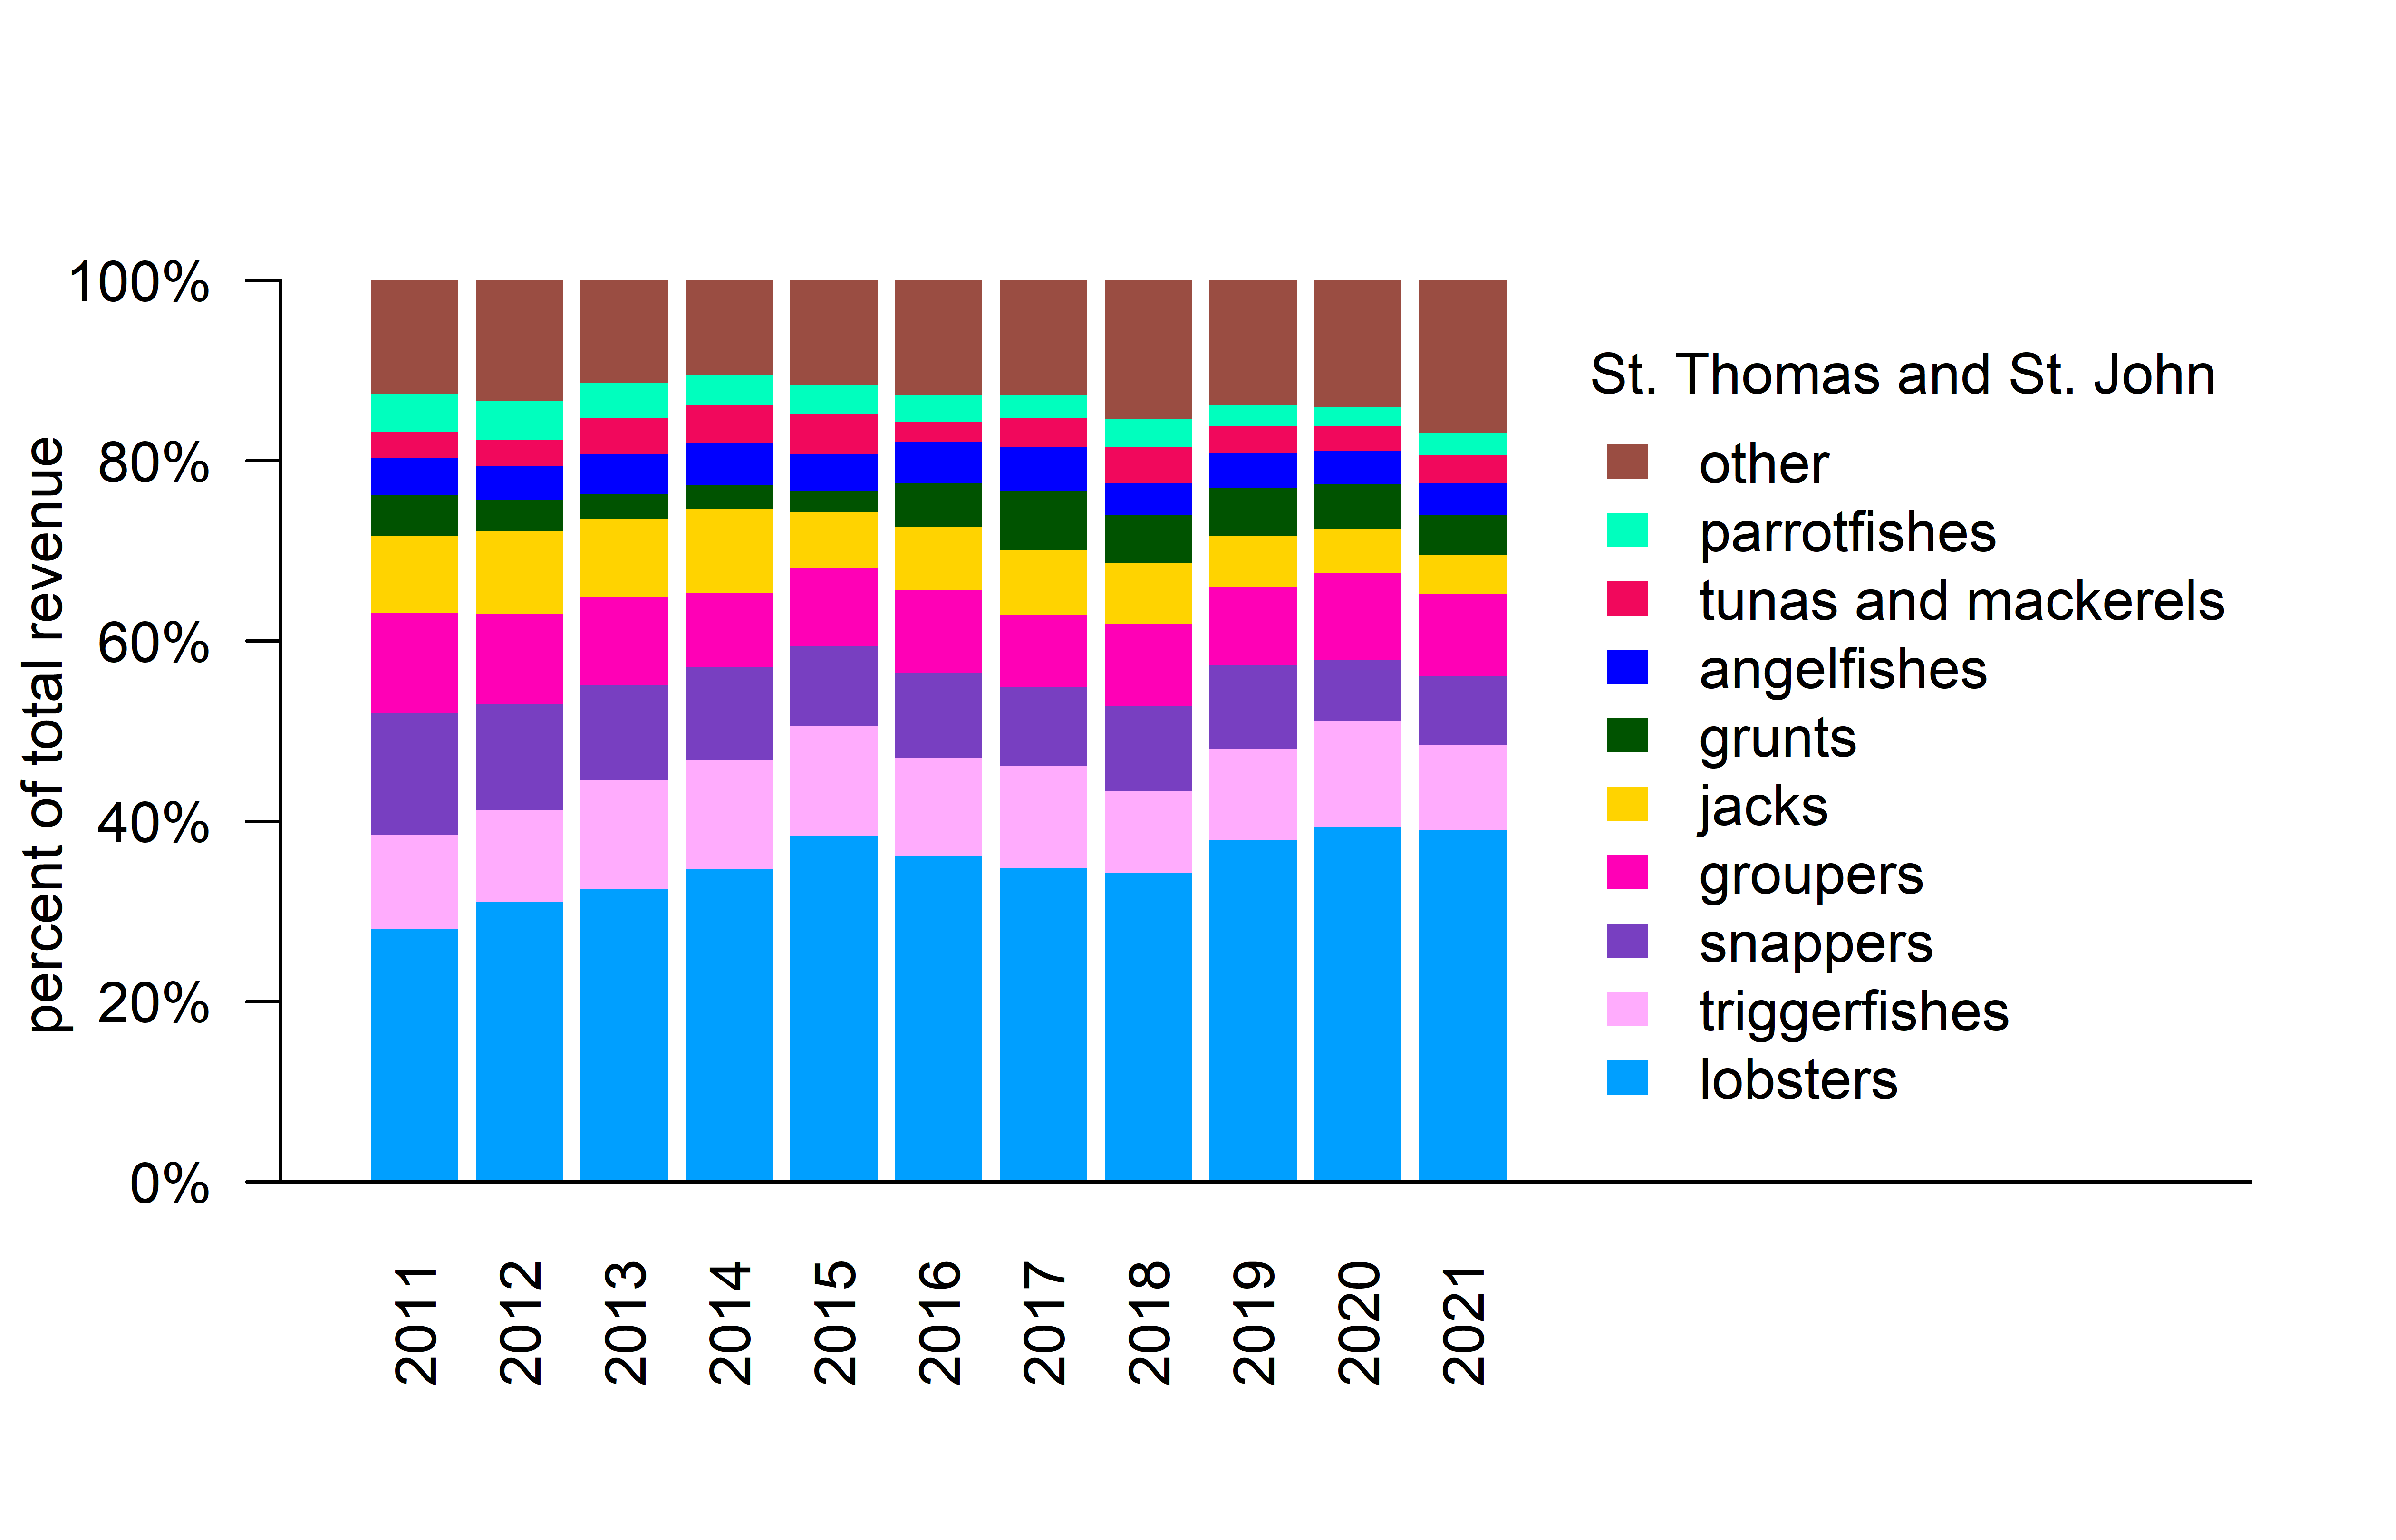 100%
80%
60%
40%
20%
0%
percent of total revenue
2011
2012
2013
2014
2015
2016
2017
2018
2019
2020
2021
St. Thomas and St. John
other
parrotfishes
tunas and mackerels
angelfishes
grunts
jacks
groupers
snappers
triggerfishes
lobsters